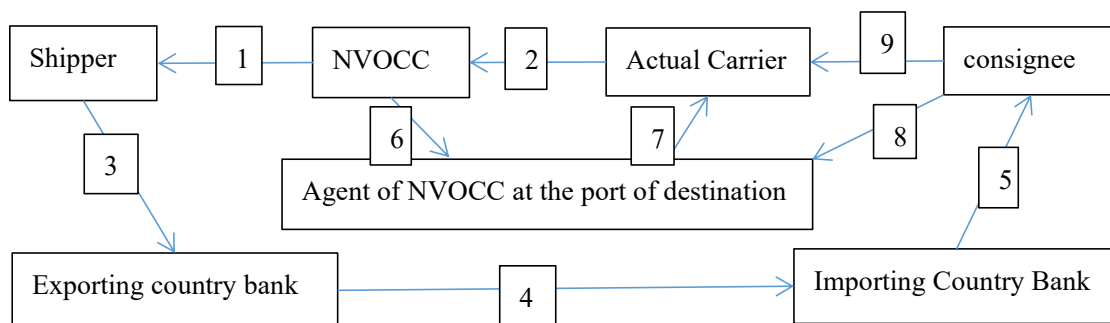 Shipper
1
NVOCC
2
Actual Carrier
9
consignee
3
6
7
8
5
Agent of NVOCC at the port of destination
Exporting country bank
4
Importing Country Bank